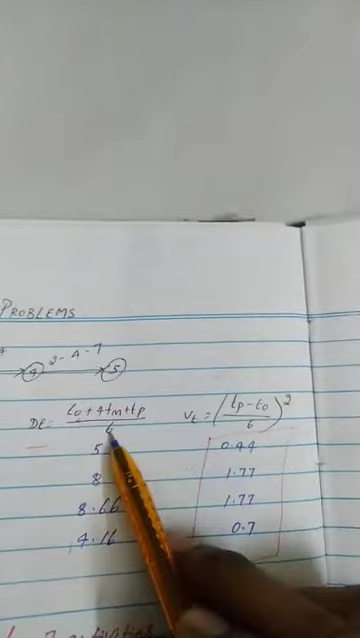 PROBLEMS
4 2-4-7 5
De = to+4tm+tp / 6 Vt = (tp-to / 6)²
5 0.44
8 1.77
8.66 1.77
4.16 0.7